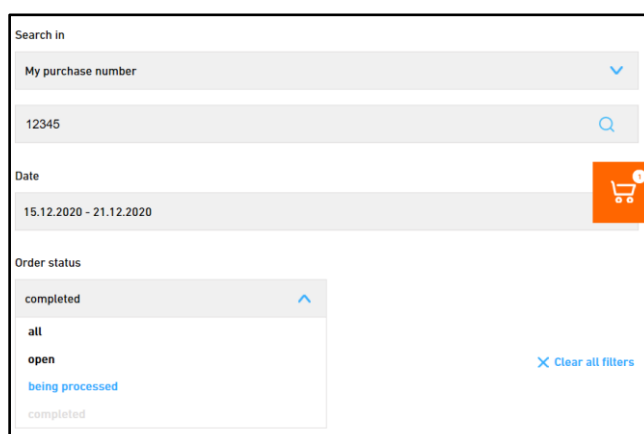 Search in
My purchase number
12345
Date
1
15.12.2020 - 21.12.2020
Order status
completed
all
open
being processed
Clear all filters
completed